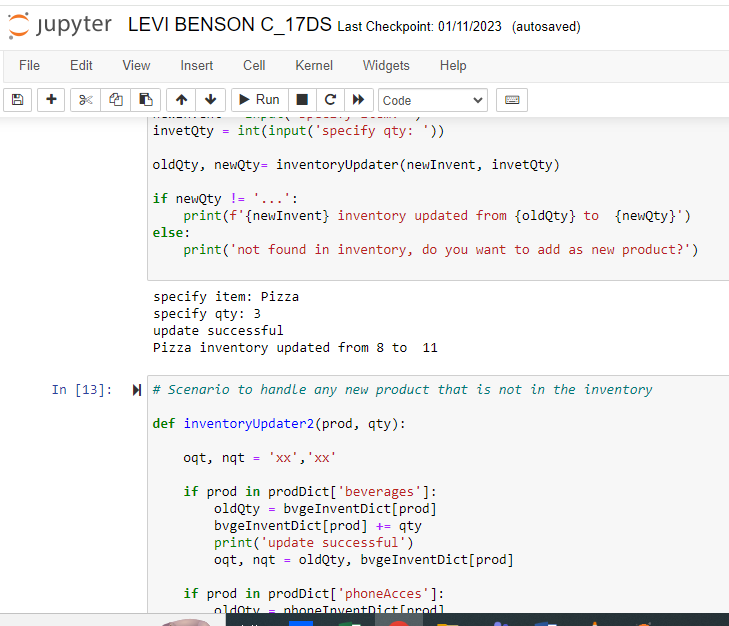 jupyter LEVI BENSON C_17DS Last Checkpoint: 01/11/2023 (autosaved)
File Edit View Insert Cell Kernel Widgets Help
Run Code
invetQty = int(input('specify qty: '))
oldQty, newQty= inventoryUpdater(newInvent, invetQty)
if newQty != '...':
print(f'{newInvent} inventory updated from {oldQty} to  {newQty}')
else:
print('not found in inventory, do you want to add as new product?')
specify item: Pizza
specify qty: 3
update successful
Pizza inventory updated from 8 to  11
In [13]: # Scenario to handle any new product that is not in the inventory
def inventoryUpdater2(prod, qty):
oqt, nqt = 'xx','xx'
if prod in prodDict['beverages']:
oldQty = bvgeInventDict[prod]
bvgeInventDict[prod] += qty
print('update successful')
oqt, nqt = oldQty, bvgeInventDict[prod]
if prod in prodDict['phoneAcces']:
oldQty = phoneInventDict[prod]